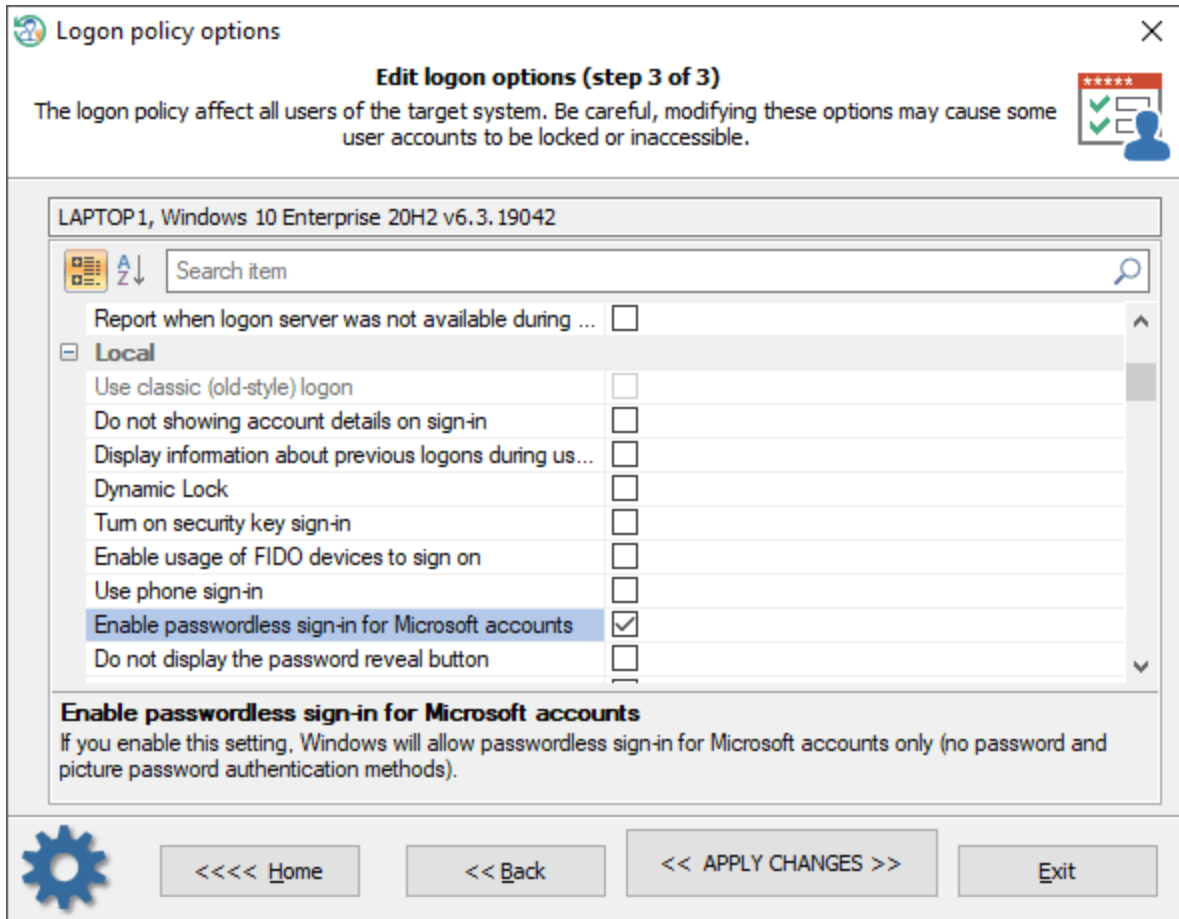 Logon policy options
Edit logon options (step 3 of 3)
The logon policy affect all users of the target system. Be careful, modifying these options may cause some
user accounts to be locked or inaccessible.
*****
LAPTOP1, Windows 10 Enterprise 20H2 v6.3.19042
A
Z
Search item
Report when logon server was not available during ...
Local
Use classic (old-style) logon
Do not showing account details on sign-in
Display information about previous logons during us...
Dynamic Lock
Turn on security key sign-in
Enable usage of FIDO devices to sign on
Use phone sign-in
Enable passwordless sign-in for Microsoft accounts
Do not display the password reveal button
Enable passwordless sign-in for Microsoft accounts
If you enable this setting, Windows will allow passwordless sign-in for Microsoft accounts only (no password and
picture password authentication methods).
<<<< Home
<< Back
<< APPLY CHANGES >>
Exit